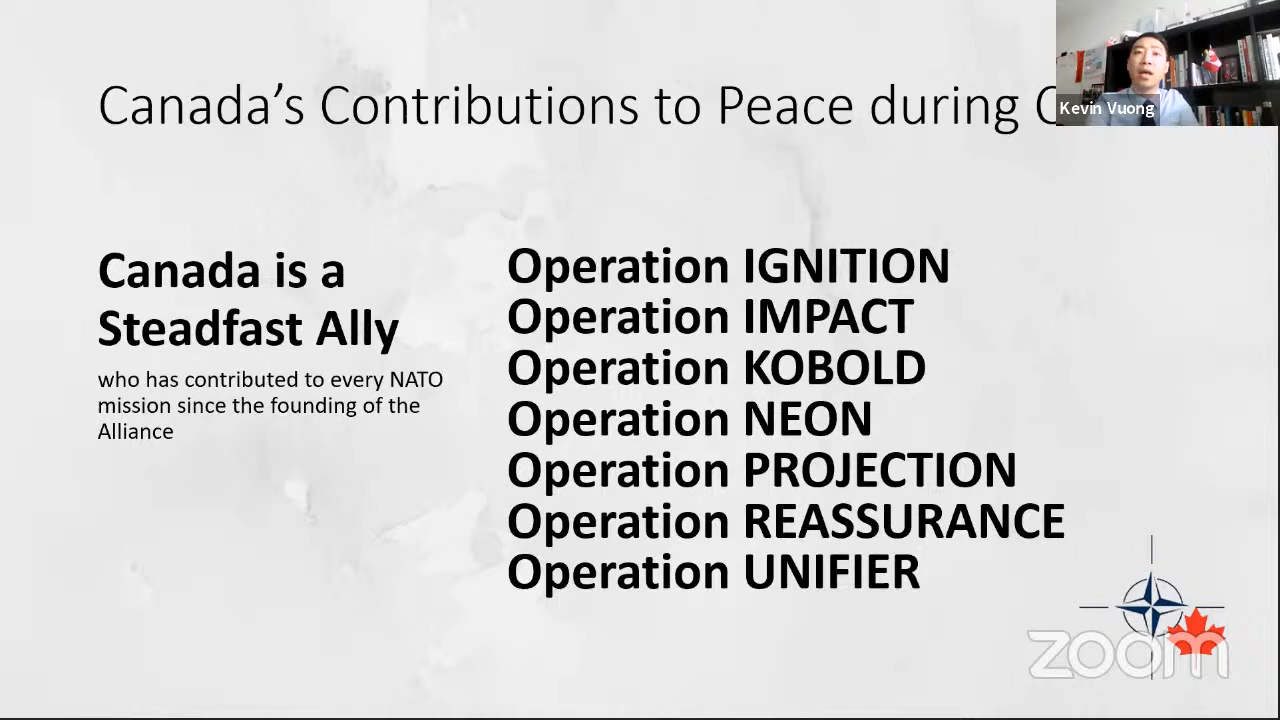 Canada's Contributions to Peace during
Kevin Vuong
Canada is a
Steadfast Ally
who has contributed to every NATO
mission since the founding of the
Alliance
Operation IGNITION
Operation IMPACT
Operation KOBOLD
Operation NEON
Operation PROJECTION
Operation REASSURANCE
Operation UNIFIER
zoom